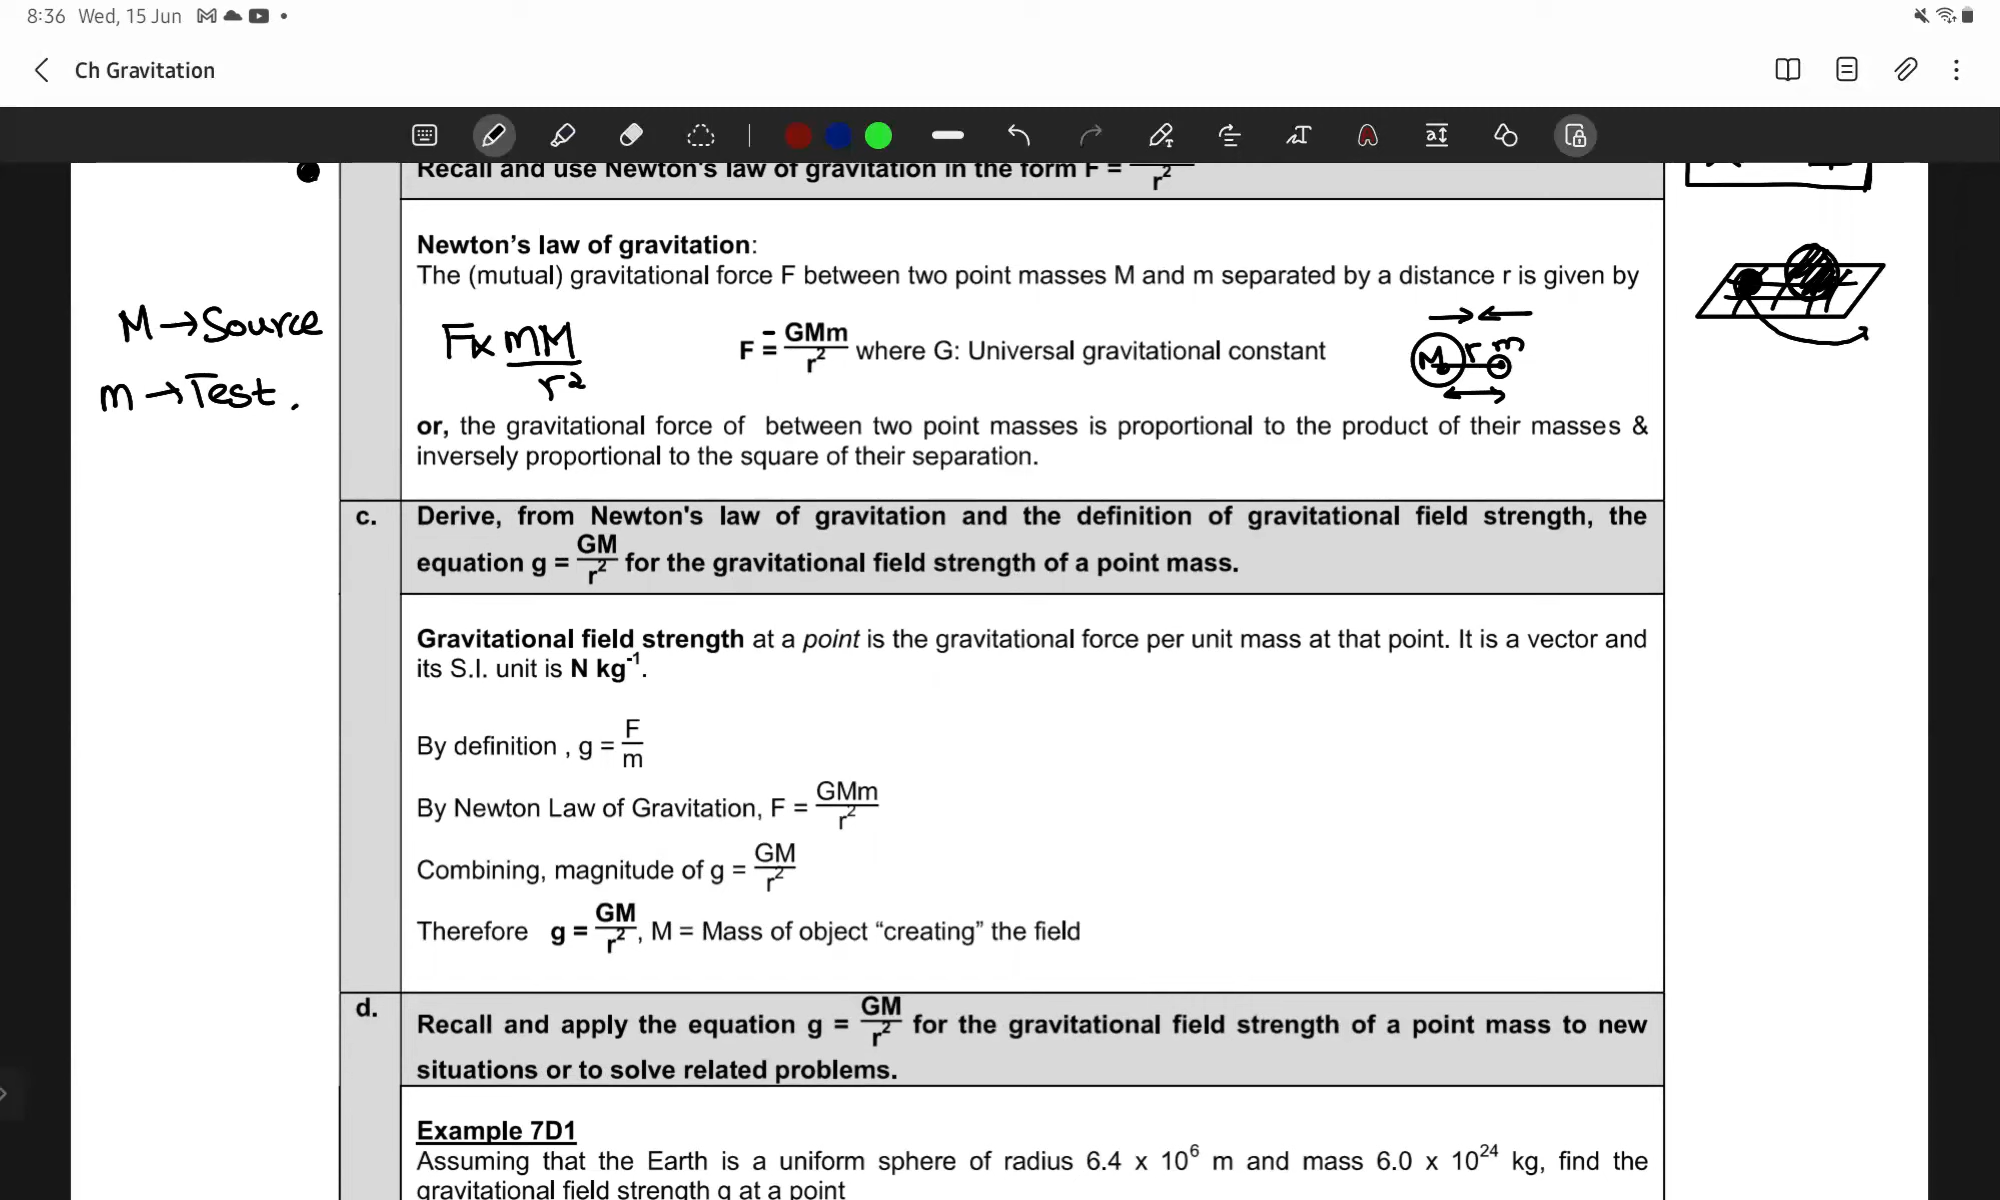 8:36 Wed, 15 Jun
Ch Gravitation
Recall and use Newton's law of gravitation in the form F = r²
Newton's law of gravitation:
The (mutual) gravitational force F between two point masses M and m separated by a distance r is given by
M → Source
m → Test.
F ∝ mM / r²
F = = GMm / r² where G: Universal gravitational constant
M r m
or, the gravitational force of between two point masses is proportional to the product of their masses &
inversely proportional to the square of their separation.
c. Derive, from Newton's law of gravitation and the definition of gravitational field strength, the
equation g = GM / r² for the gravitational field strength of a point mass.
Gravitational field strength at a point is the gravitational force per unit mass at that point. It is a vector and
its S.I. unit is N kg⁻¹.
By definition , g = F / m
By Newton Law of Gravitation, F = GMm / r²
Combining, magnitude of g = GM / r²
Therefore g = GM / r², M = Mass of object “creating” the field
d. Recall and apply the equation g = GM / r² for the gravitational field strength of a point mass to new
situations or to solve related problems.
Example 7D1
Assuming that the Earth is a uniform sphere of radius 6.4 x 10⁶ m and mass 6.0 x 10²⁴ kg, find the
gravitational field strength g at a point